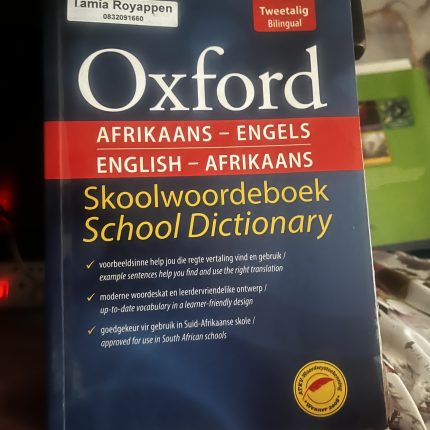 Tamia Royappen
0832091660
Tweetalig
Bilingual
Oxford
AFRIKAANS – ENGELS
ENGLISH – AFRIKAANS
Skoolwoordeboek
School Dictionary
✓ voorbeeldsinne help jou die regte vertaling vind en gebruik /
example sentences help you find and use the right translation
✓ moderne woordeskat en leerdervriendelike ontwerp /
up-to-date vocabulary in a learner-friendly design
✓ goedgekeur vir gebruik in Suid-Afrikaanse skole /
approved for use in South African schools